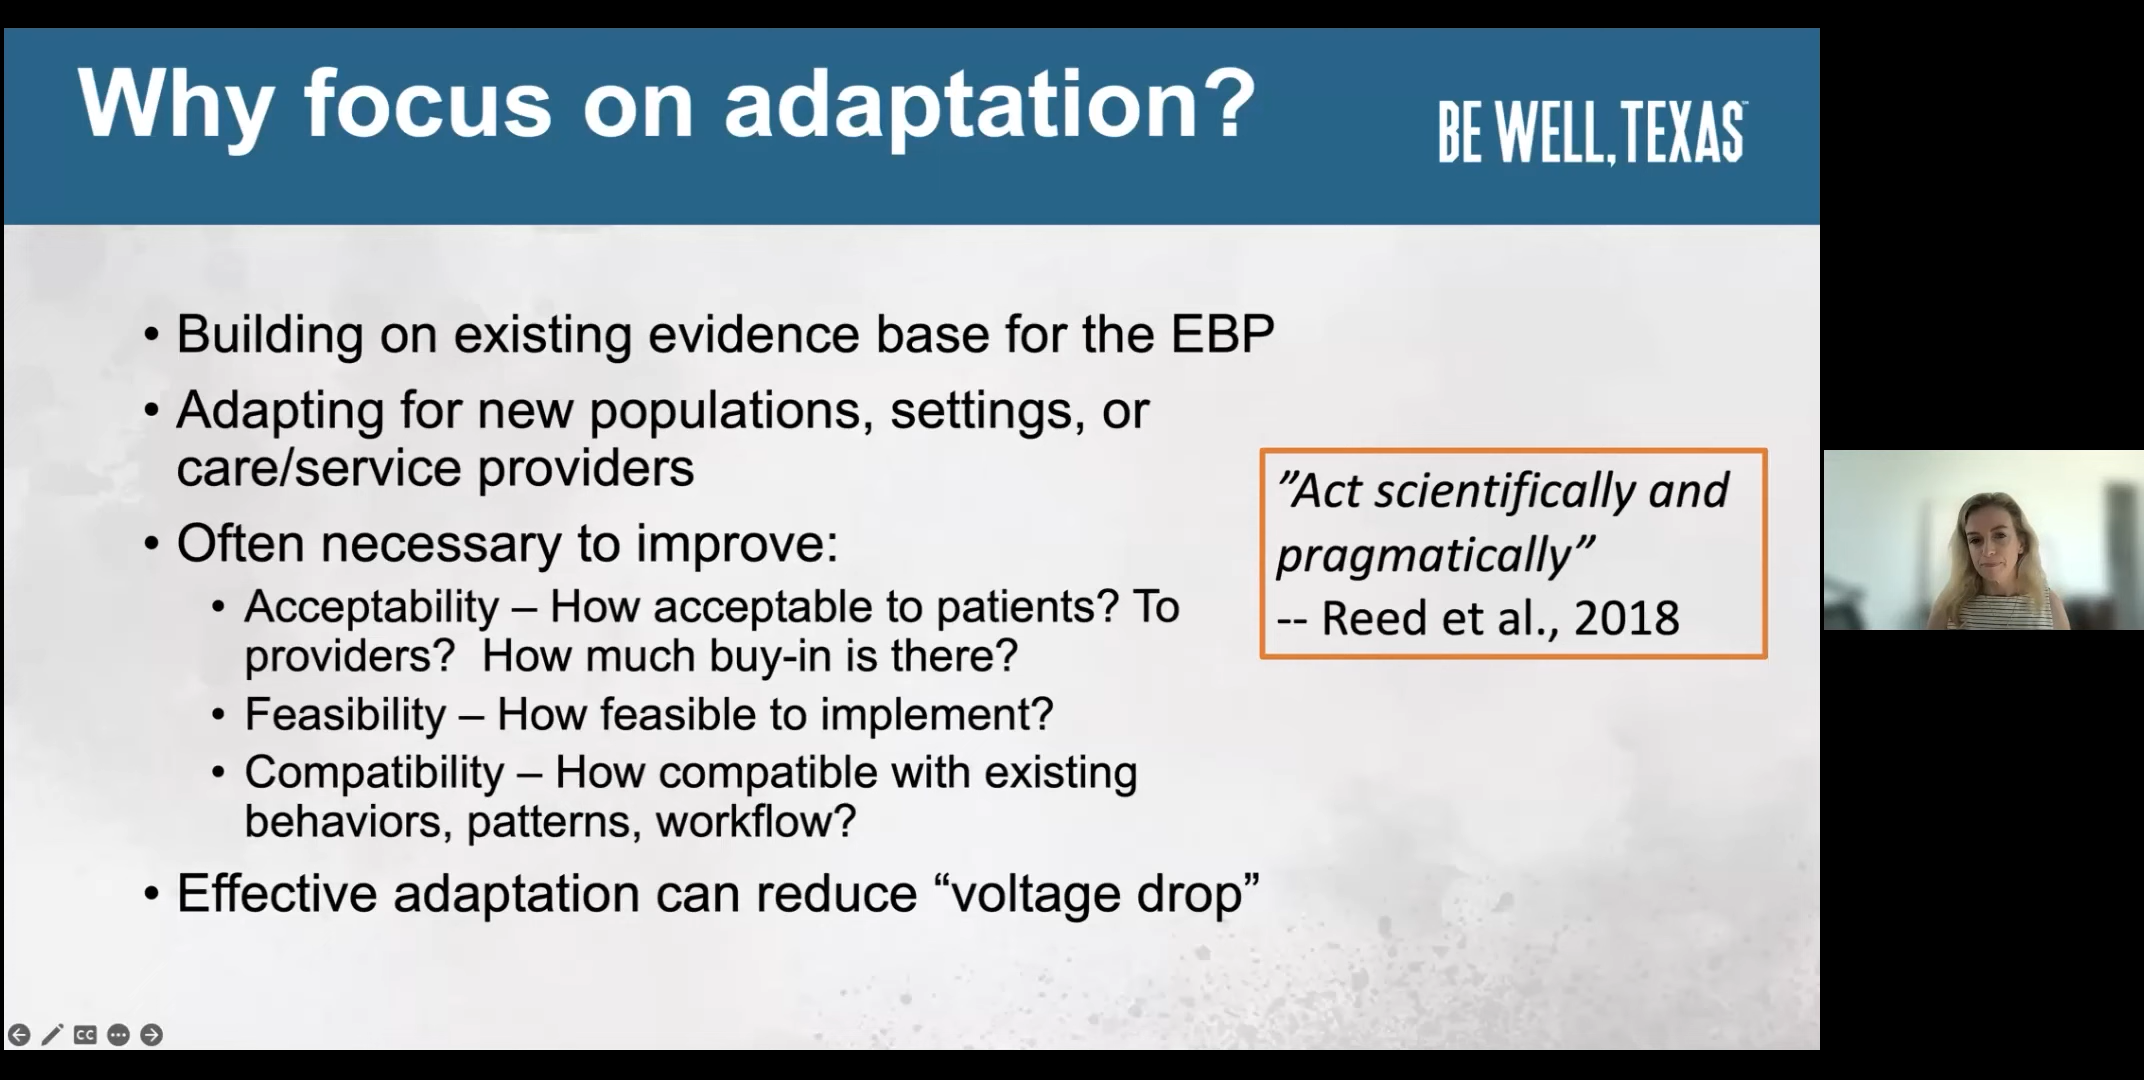 Why focus on adaptation?
BE WELL, TEXAS™
• Building on existing evidence base for the EBP
• Adapting for new populations, settings, or
care/service providers
• Often necessary to improve:
• Acceptability – How acceptable to patients? To
providers?  How much buy-in is there?
• Feasibility – How feasible to implement?
• Compatibility – How compatible with existing
behaviors, patterns, workflow?
• Effective adaptation can reduce “voltage drop”
”Act scientifically and
pragmatically”
-- Reed et al., 2018
CC